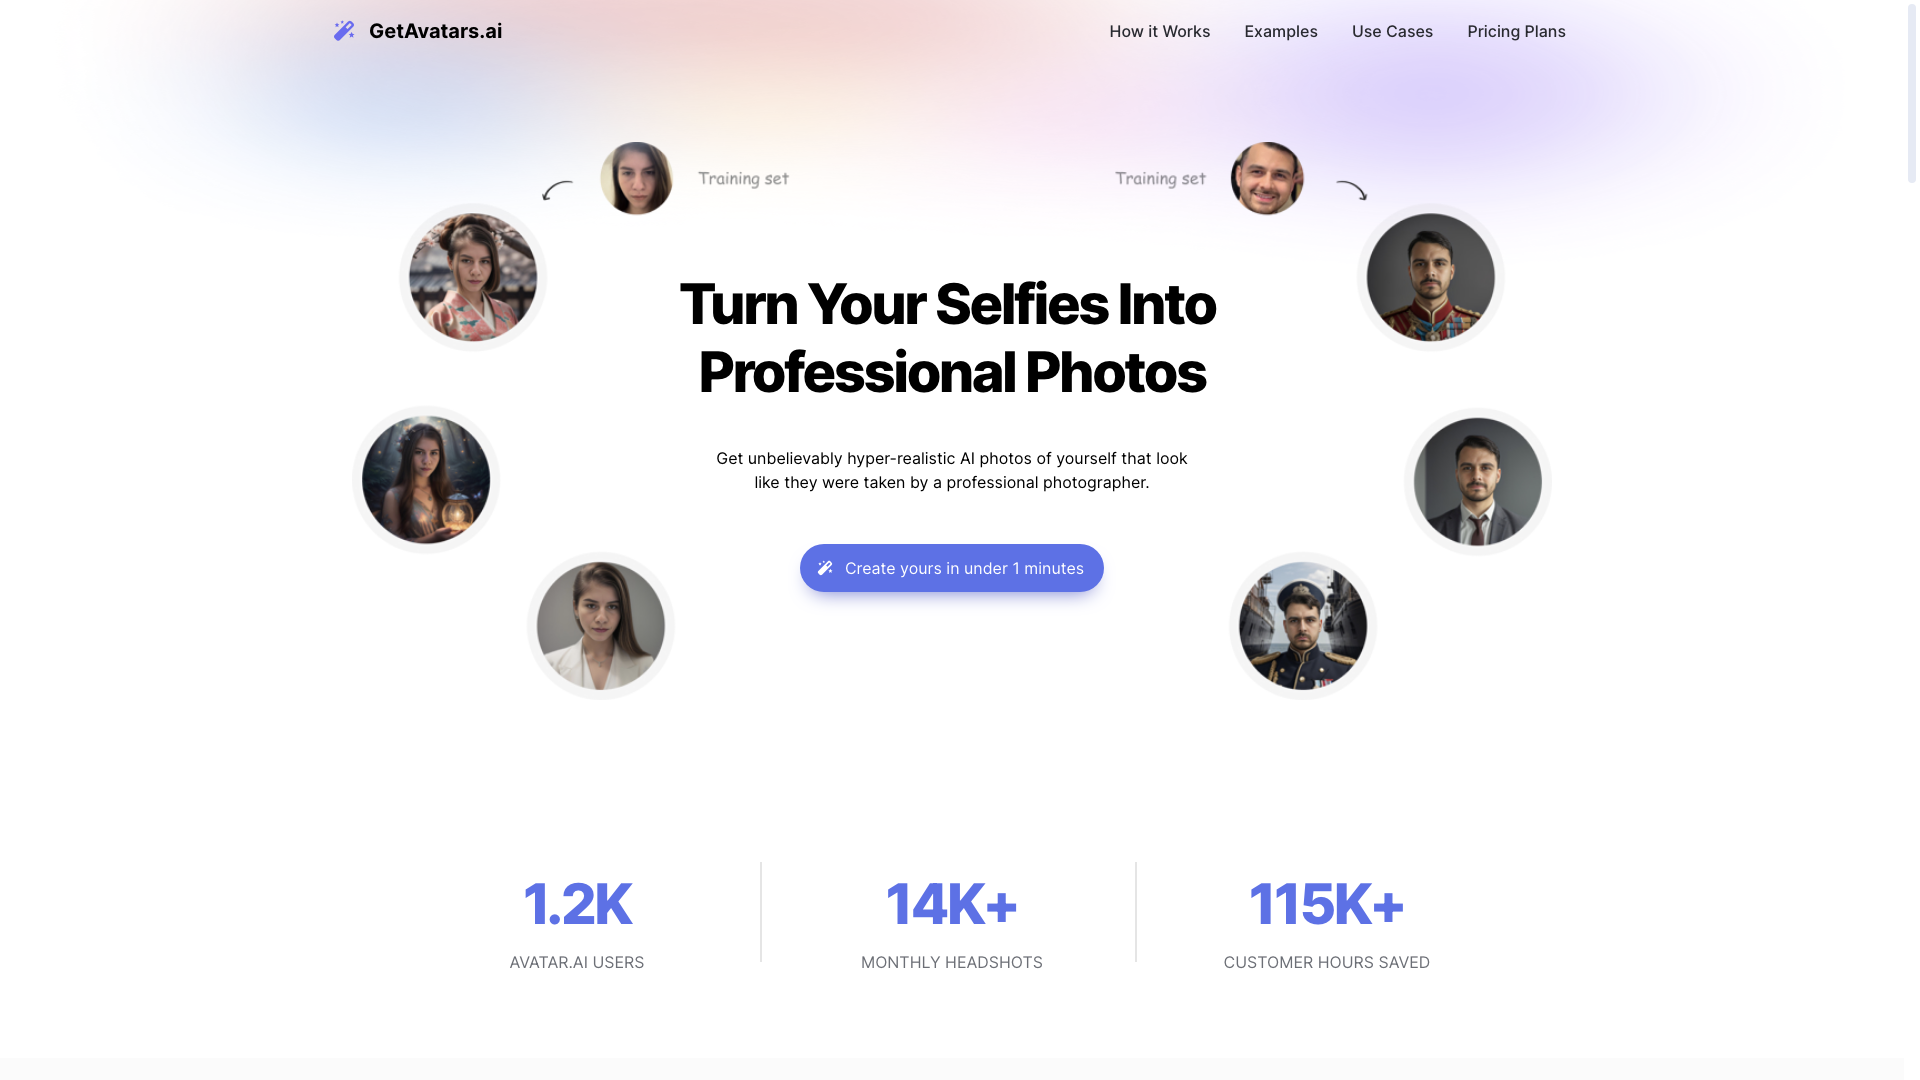 GetAvatars.ai
How it Works
Examples
Use Cases
Pricing Plans
Training set
Training set
Turn Your Selfies Into
Professional Photos
Get unbelievably hyper-realistic AI photos of yourself that look
like they were taken by a professional photographer.
Create yours in under 1 minutes
1.2K
AVATAR.AI USERS
14K+
MONTHLY HEADSHOTS
115K+
CUSTOMER HOURS SAVED